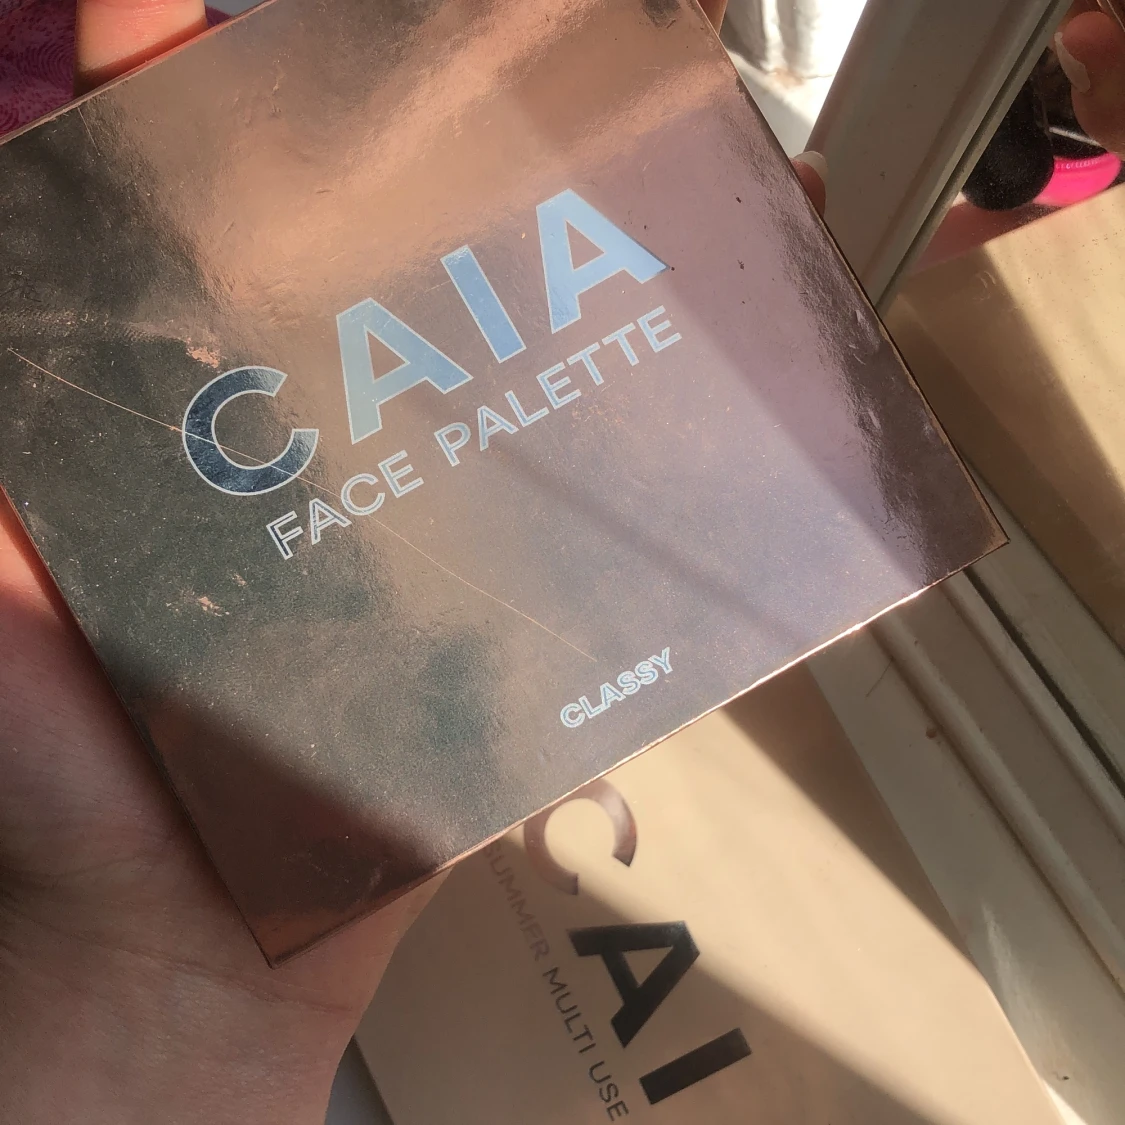 CAIA
FACE PALETTE
CLASSY
CAI
SUMMER MULTI USE